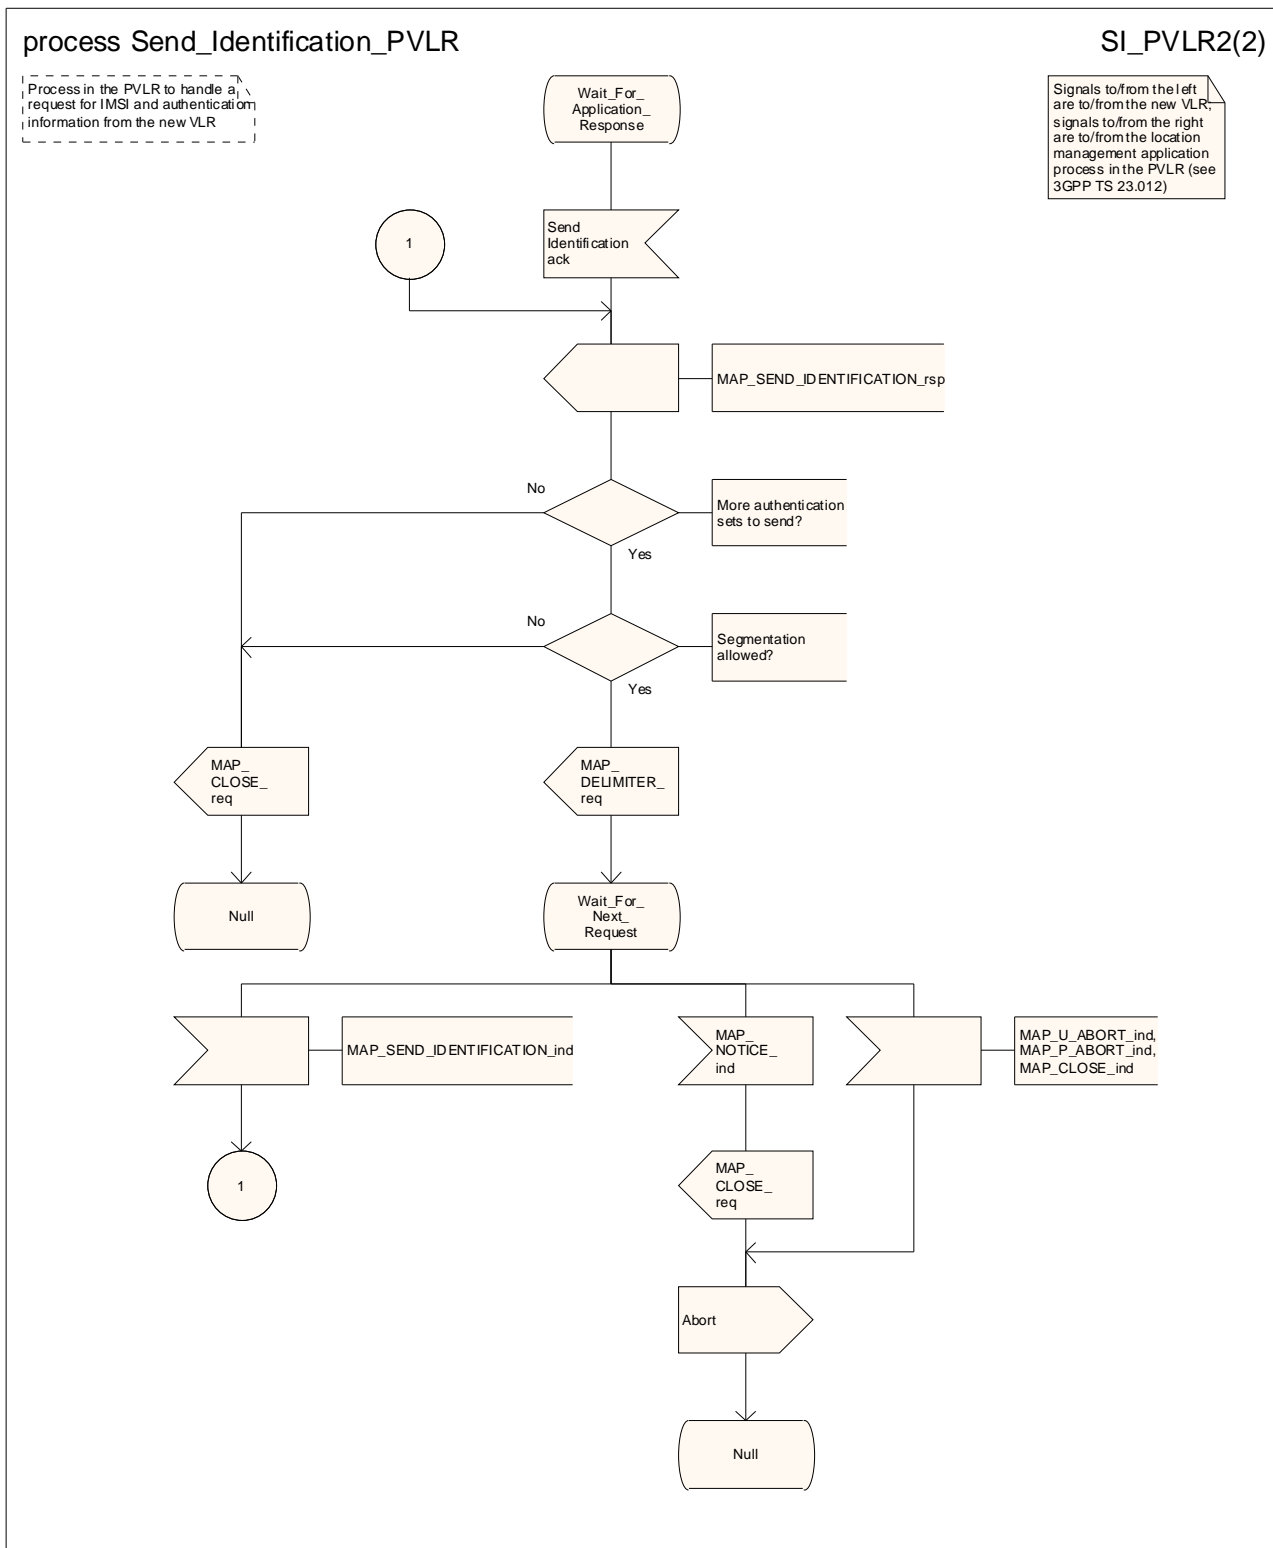 process Send_Identification_PVLR
SI_PVLR2(2)
Process in the PVLR to handle a
request for IMSI and authentication
information from the new VLR
Wait_For_
Application_
Response
Signals to/from the left
are to/from the new VLR;
signals to/from the right
are to/from the location
management application
process in the PVLR (see
3GPP TS 23.012)
1
Send
Identification
ack
MAP_SEND_IDENTIFICATION_rsp
No
More authentication
sets to send?
Yes
No
Segmentation
allowed?
Yes
MAP_
CLOSE_
req
MAP_
DELIMITER_
req
Null
Wait_For_
Next_
Request
MAP_SEND_IDENTIFICATION_ind
MAP_
NOTICE_
ind
MAP_U_ABORT_ind,
MAP_P_ABORT_ind,
MAP_CLOSE_ind
1
MAP_
CLOSE_
req
Abort
Null